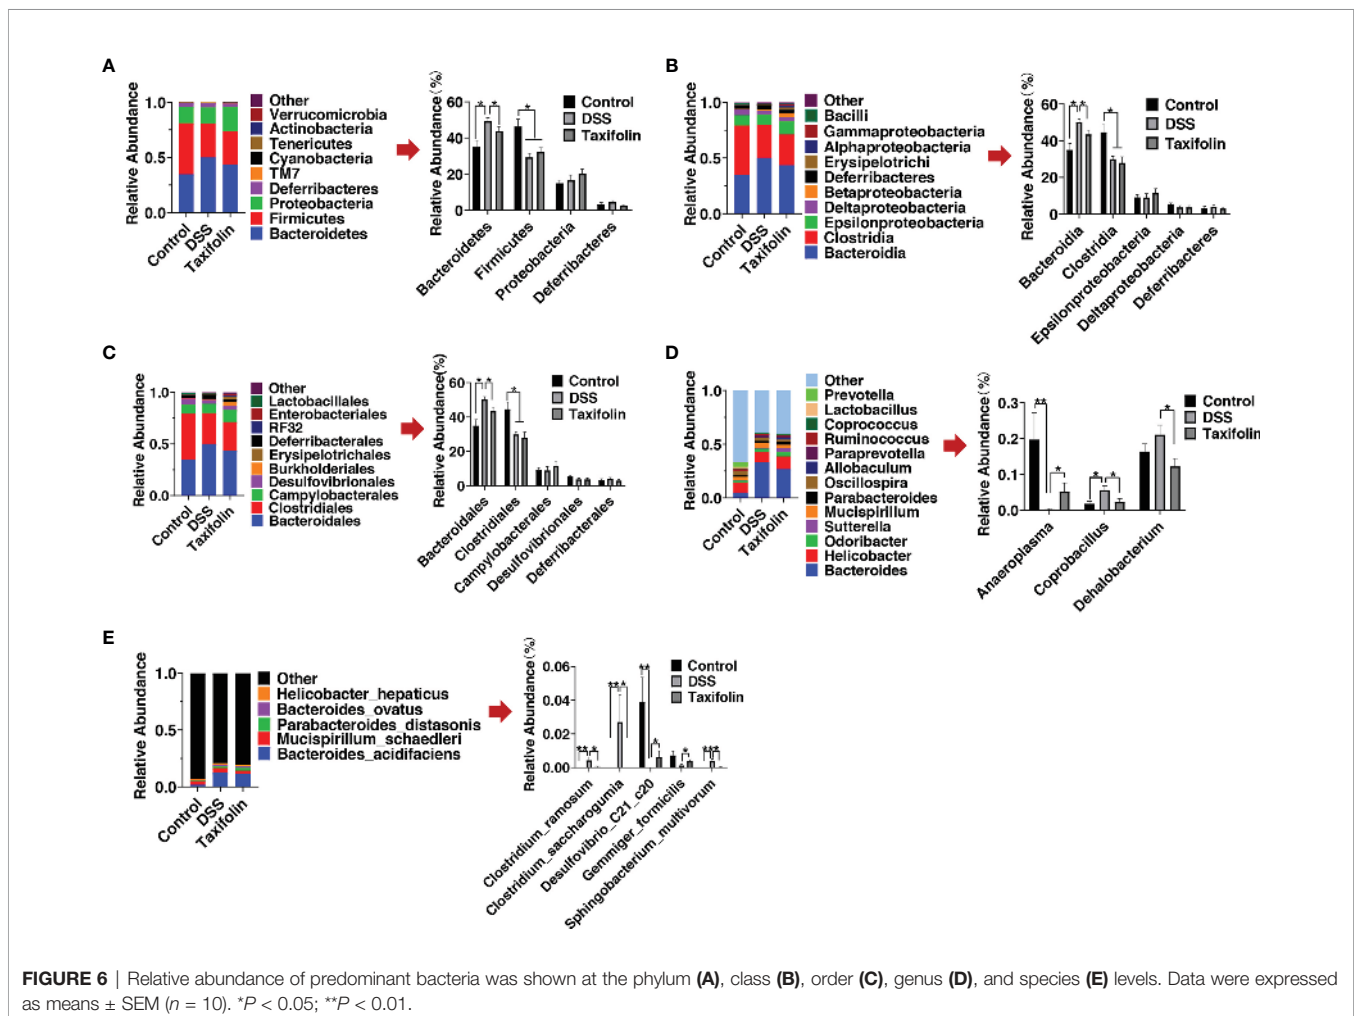 A
Relative Abundance
1.0
0.5
0.0
Control
DSS
Taxifolin
Other
Verrucomicrobia
Actinobacteria
Tenericutes
Cyanobacteria
TM7
Deferribacteres
Proteobacteria
Firmicutes
Bacteroidetes
Relative Abundance(%)
60
40
20
0
* * *
Control
DSS
Taxifolin
Bacteroidetes
Firmicutes
Proteobacteria
Deferribacteres
B
Relative Abundance
1.0
0.5
0.0
Control
DSS
Taxifolin
Other
Bacilli
Gammaproteobacteria
Alphaproteobacteria
Erysipelotrichi
Deferribacteres
Betaproteobacteria
Deltaproteobacteria
Epsilonproteobacteria
Clostridia
Bacteroidia
Relative Abundance(%)
60
40
20
0
* * *
Control
DSS
Taxifolin
Bacteroidia
Clostridia
Epsilonproteobacteria
Deltaproteobacteria
Deferribacteres
C
Relative Abundance
1.0
0.5
0.0
Control
DSS
Taxifolin
Other
Lactobacillales
Enterobacteriales
RF32
Deferribacterales
Erysipelotrichales
Burkholderiales
Desulfovibrionales
Campylobacterales
Clostridiales
Bacteroidales
Relative Abundance(%)
60
40
20
0
* * *
Control
DSS
Taxifolin
Bacteroidales
Clostridiales
Campylobacterales
Desulfovibrionales
Deferribacterales
D
Relative Abundance
1.0
0.5
0.0
Control
DSS
Taxifolin
Other
Prevotella
Lactobacillus
Coprococcus
Ruminococcus
Paraprevotella
Allobaculum
Oscillospira
Parabacteroides
Mucispirillum
Sutterella
Odoribacter
Helicobacter
Bacteroides
Relative Abundance(%)
0.3
0.2
0.1
0.0
** * * * *
Control
DSS
Taxifolin
Anaeroplasma
Coprobacillus
Dehalobacterium
E
Relative Abundance
1.0
0.5
0.0
Control
DSS
Taxifolin
Other
Helicobacter_hepaticus
Bacteroides_ovatus
Parabacteroides_distasonis
Mucispirillum_schaedleri
Bacteroides_acidifaciens
Relative Abundance(%)
0.06
0.04
0.02
0.00
Control
DSS
Taxifolin
Clostridium_ramosum
Clostridium_saccharogumia
Desulfovibrio_C21_c20
Gemmiger_formicilis
Sphingobacterium_multivorum
FIGURE 6 | Relative abundance of predominant bacteria was shown at the phylum (A), class (B), order (C), genus (D), and species (E) levels. Data were expressed
as means ± SEM (n = 10). *P < 0.05; **P < 0.01.